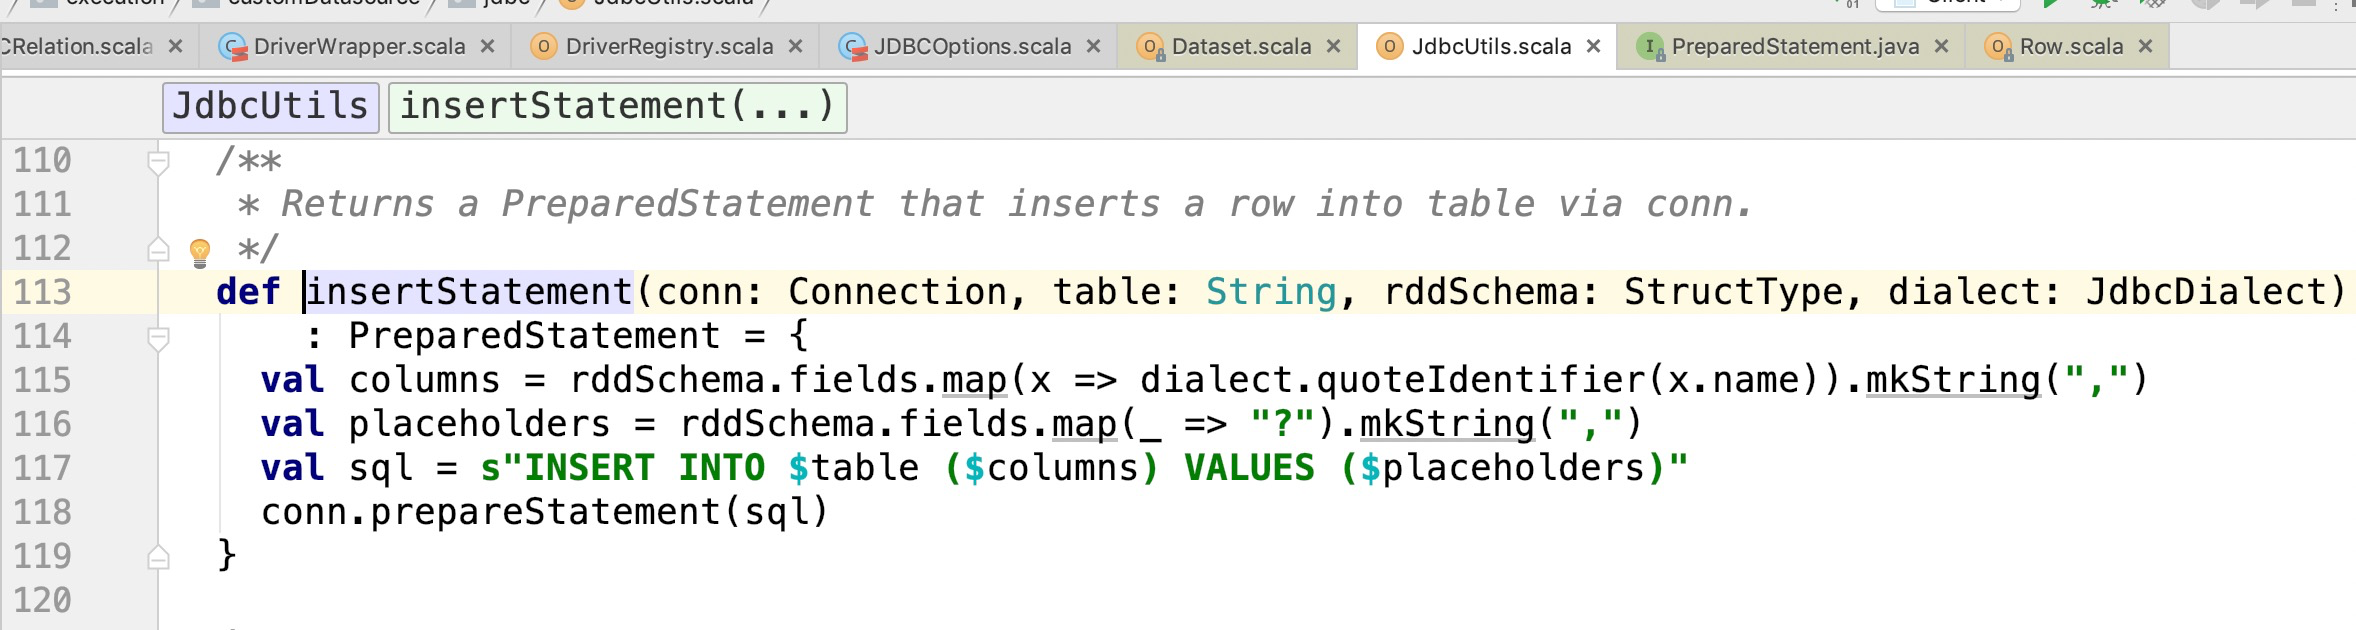 execution customDatasource jdbc JdbcUtils.scala 01 Client
CRelation.scala DriverWrapper.scala DriverRegistry.scala JDBCOptions.scala Dataset.scala JdbcUtils.scala PreparedStatement.java Row.scala
JdbcUtils insertStatement(...)
110 /**
111 * Returns a PreparedStatement that inserts a row into table via conn.
112 */
113 def insertStatement(conn: Connection, table: String, rddSchema: StructType, dialect: JdbcDialect)
114 : PreparedStatement = {
115 val columns = rddSchema.fields.map(x => dialect.quoteIdentifier(x.name)).mkString(",")
116 val placeholders = rddSchema.fields.map(_ => "?").mkString(",")
117 val sql = s"INSERT INTO $table ($columns) VALUES ($placeholders)"
118 conn.prepareStatement(sql)
119 }
120